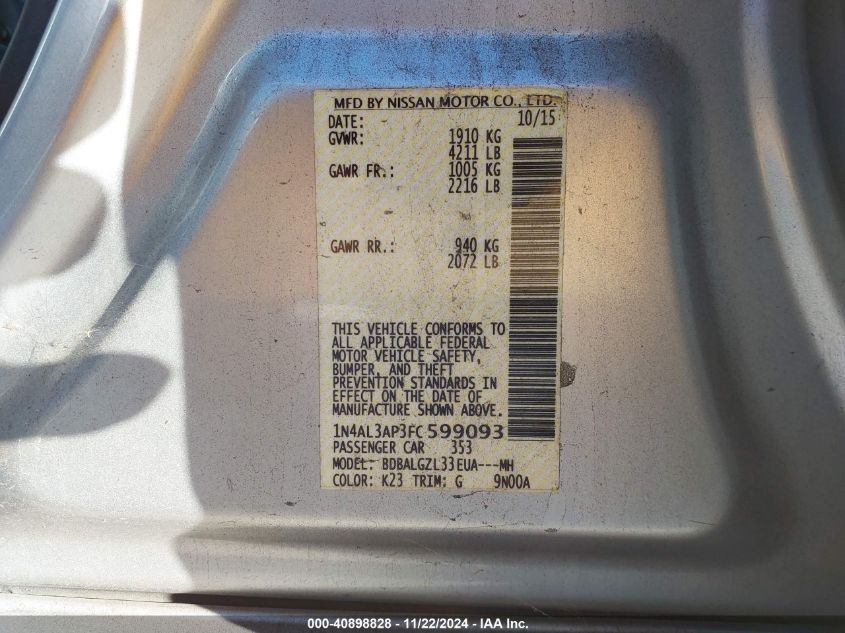 MFD BY NISSAN MOTOR CO., LTD.
DATE: 10/15
GVWR: 1910 KG
4211 LB
GAWR FR.: 1005 KG
2216 LB
GAWR RR.: 940 KG
2072 LB
THIS VEHICLE CONFORMS TO
ALL APPLICABLE FEDERAL
MOTOR VEHICLE SAFETY,
BUMPER, AND THEFT
PREVENTION STANDARDS IN
EFFECT ON THE DATE OF
MANUFACTURE SHOWN ABOVE.
1N4AL3AP3FC 599093
PASSENGER CAR 353
MODEL: BDBALGZL33EUA---MH
COLOR: K23 TRIM: G 9N00A
000-40898828 - 11/22/2024 - IAA Inc.